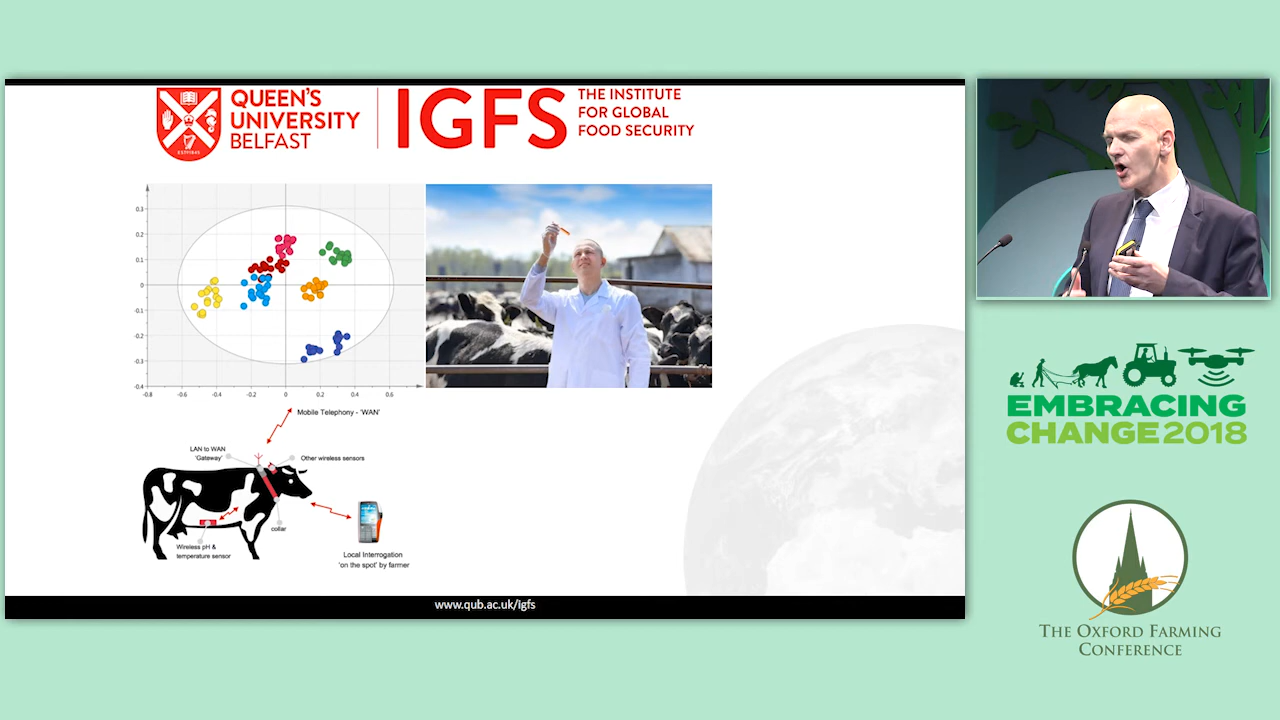 QUEEN'S
UNIVERSITY
BELFAST
ESTD1845
IGFS
THE INSTITUTE
FOR GLOBAL
FOOD SECURITY
0.3
0.2
0.1
0
-0.1
-0.2
-0.3
-0.4
-0.8
-0.6
-0.4
-0.2
0
0.2
0.4
0.6
Mobile Telephony - 'WAN'
LAN to WAN
'Gateway'
Other wireless sensors
collar
Wireless pH &
temperature sensor
Local Interrogation
'on the spot' by farmer
www.qub.ac.uk/igfs
EMBRACING
CHANGE 2018
THE OXFORD FARMING
CONFERENCE